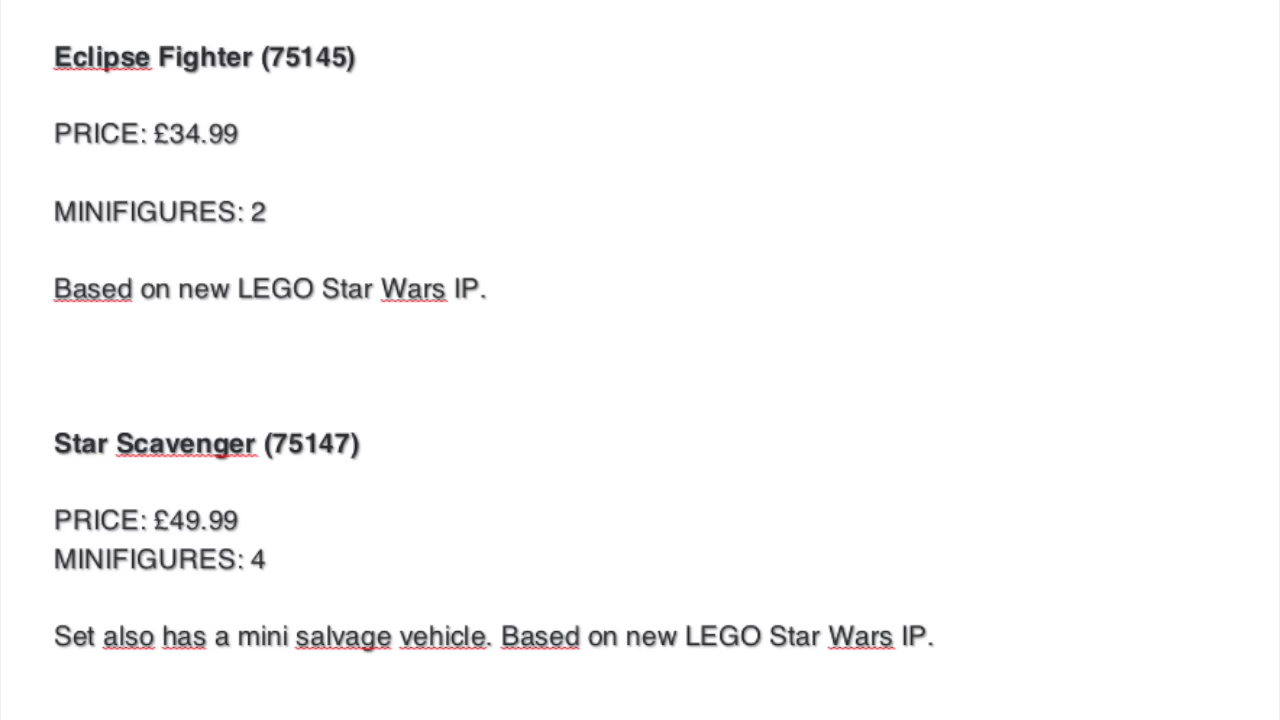 Eclipse Fighter (75145)
PRICE: £34.99
MINIFIGURES: 2
Based on new LEGO Star Wars IP.
Star Scavenger (75147)
PRICE: £49.99
MINIFIGURES: 4
Set also has a mini salvage vehicle. Based on new LEGO Star Wars IP.